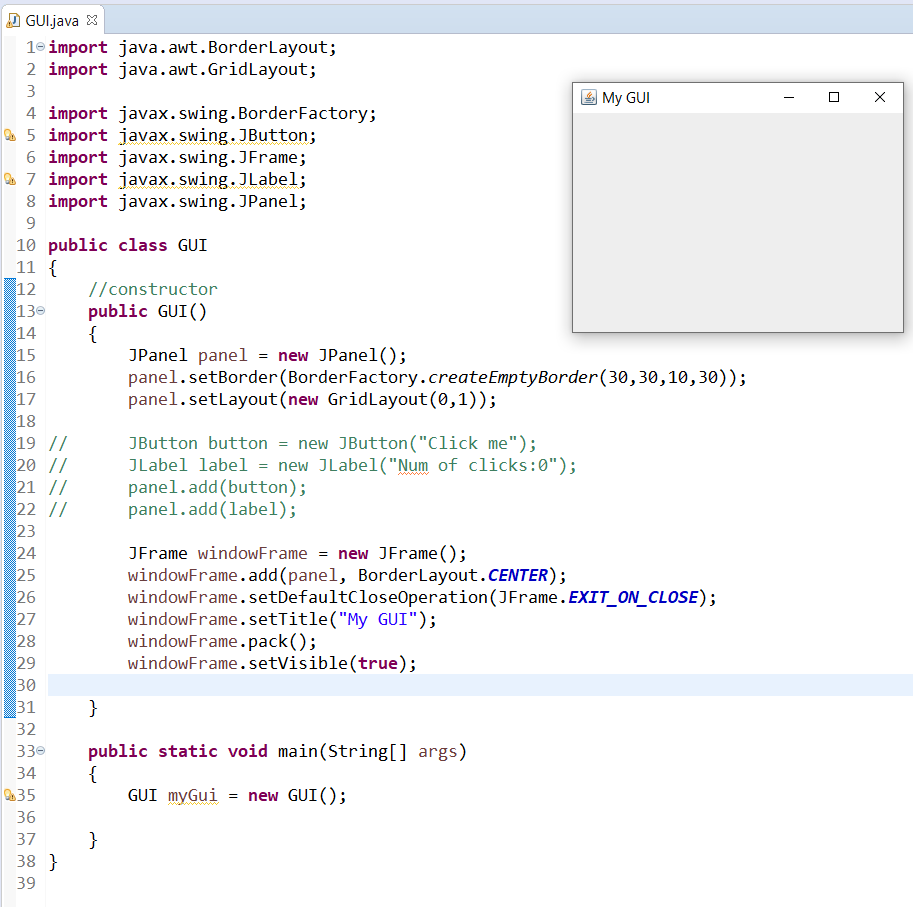 GUI.java
1 import java.awt.BorderLayout;
2 import java.awt.GridLayout;
3
4 import javax.swing.BorderFactory;
5 import javax.swing.JButton;
6 import javax.swing.JFrame;
7 import javax.swing.JLabel;
8 import javax.swing.JPanel;
9
10 public class GUI
11 {
12     //constructor
13     public GUI()
14     {
15         JPanel panel = new JPanel();
16         panel.setBorder(BorderFactory.createEmptyBorder(30,30,10,30));
17         panel.setLayout(new GridLayout(0,1));
18
19 //      JButton button = new JButton("Click me");
20 //      JLabel label = new JLabel("Num of clicks:0");
21 //      panel.add(button);
22 //      panel.add(label);
23
24         JFrame windowFrame = new JFrame();
25         windowFrame.add(panel, BorderLayout.CENTER);
26         windowFrame.setDefaultCloseOperation(JFrame.EXIT_ON_CLOSE);
27         windowFrame.setTitle("My GUI");
28         windowFrame.pack();
29         windowFrame.setVisible(true);
30
31     }
32
33     public static void main(String[] args)
34     {
35         GUI myGui = new GUI();
36
37     }
38 }
39
My GUI